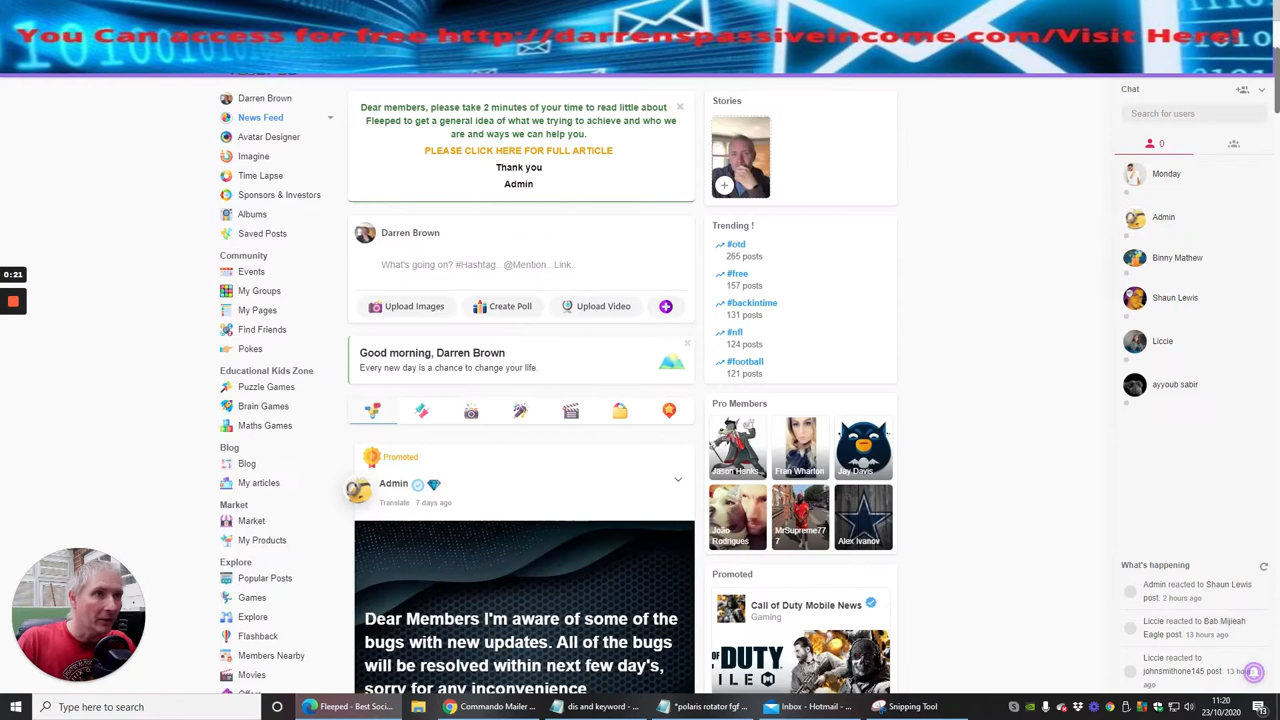 You Can access for free http://darrenspassiveincome.com/Visit Here!
Darren Brown
News Feed
Avatar Designer
Imagine
Time Lapse
Sponsors & Investors
Albums
Saved Posts
Community
Events
My Groups
My Pages
Find Friends
Pokes
Educational Kids Zone
Puzzle Games
Brain Games
Maths Games
Blog
Blog
My articles
Market
Market
My Products
Explore
Popular Posts
Games
Explore
Flashback
Members Nearby
Movies
0:21
Dear members, please take 2 minutes of your time to read little about
Fleeped to get a general idea of what we trying to achieve and who we
are and ways we can help you.
PLEASE CLICK HERE FOR FULL ARTICLE
Thank you
Admin
Darren Brown
What's going on? #Hashtag.. @Mention.. Link..
Upload Images
Create Poll
Upload Video
Good morning, Darren Brown
Every new day is a chance to change your life.
Promoted
Admin
Translate 7 days ago
Dear Members I'm aware of some of the
bugs with new updates. All of the bugs
will be resolved within next few day's,
sorry for any inconvenience
Stories
Trending !
#otd
265 posts
#free
157 posts
#backintime
131 posts
#nfl
124 posts
#football
121 posts
Pro Members
Jason Hanks...
Fran Wharton
Jay Davis
João
Rodrigues
MrSupreme77
7
Alex Ivanov
Promoted
Call of Duty Mobile News
Gaming
Chat
Search for users
0
Monday
Admin
Binny Mathew
Shaun Lewis
Liccie
ayyoub sabir
What's happening
Admin reacted to Shaun Lewis
post. 2 hours ago
Liccie reacted to Bab Mijieah
Eagle post. 13 hours ago
Liccie reacted to
johnsmithone145 post. 13 hours
ago
Type here to search
Fleeped - Best Soci...
Commando Mailer ...
dis and keyword - ...
*polaris rotator fgf ...
Inbox - Hotmail - ...
Snipping Tool
11:20
23/10/2020